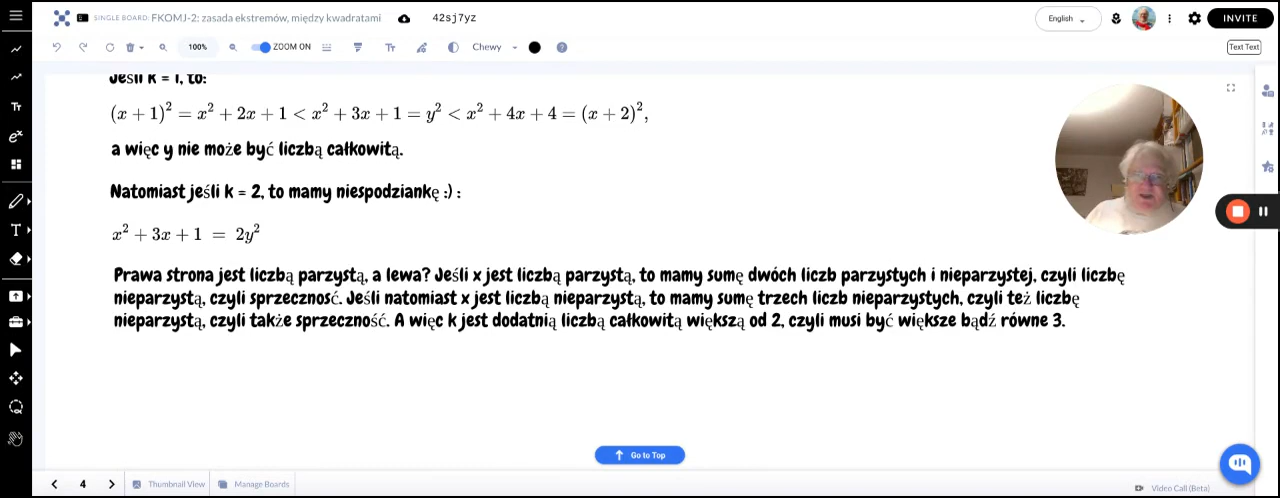 SINGLE BOARD: FKOMJ-2: zasada ekstremów, między kwadratami 42sj7yz English INVITE
100% ZOOM ON Tr Chewy Text Text
Jeśli k = 1, to:
(x + 1)² = x² + 2x + 1 < x² + 3x + 1 = y² < x² + 4x + 4 = (x + 2)²,
a więc y nie może być liczbą całkowitą.
Natomiast jeśli k = 2, to mamy niespodziankę :) :
x² + 3x + 1 = 2y²
Prawa strona jest liczbą parzystą, a lewa? Jeśli x jest liczbą parzystą, to mamy sumę dwóch liczb parzystych i nieparzystej, czyli liczbę
nieparzystą, czyli sprzeczność. Jeśli natomiast x jest liczbą nieparzystą, to mamy sumę trzech liczb nieparzystych, czyli też liczbę
nieparzystą, czyli także sprzeczność. A więc k jest dodatnią liczbą całkowitą większą od 2, czyli musi być większe bądź równe 3.
Go to Top
4 Thumbnail View Manage Boards Video Call (Beta)